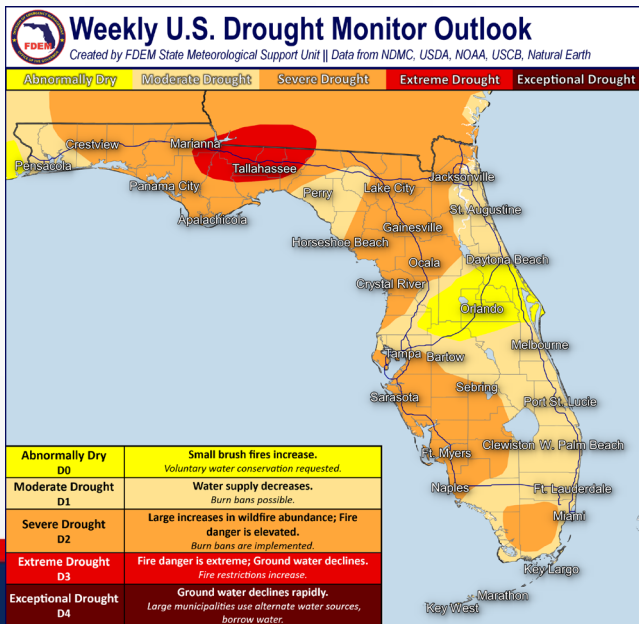 Weekly U.S. Drought Monitor Outlook
Created by FDEM State Meteorological Support Unit || Data from NDMC, USDA, NOAA, USCB, Natural Earth
FDEM
Abnormally Dry Moderate Drought Severe Drought Extreme Drought Exceptional Drought
Crestview
Marianna
Pensacola
Tallahassee
Panama City
Perry
Lake City
Jacksonville
Apalachicola
St. Augustine
Gainesville
Horseshoe Beach
Ocala
Daytona Beach
Crystal River
Orlando
Melbourne
Tampa
Bartow
Sebring
Sarasota
Port St. Lucie
Ft. Myers
Clewiston
W. Palm Beach
Naples
Ft. Lauderdale
Miami
Key Largo
Marathon
Key West
Abnormally Dry
D0
Small brush fires increase.
Voluntary water conservation requested.
Moderate Drought
D1
Water supply decreases.
Burn bans possible.
Severe Drought
D2
Large increases in wildfire abundance; Fire
danger is elevated.
Burn bans are implemented.
Extreme Drought
D3
Fire danger is extreme; Ground water declines.
Fire restrictions increase.
Exceptional Drought
D4
Ground water declines rapidly.
Large municipalities use alternate water sources,
borrow water.